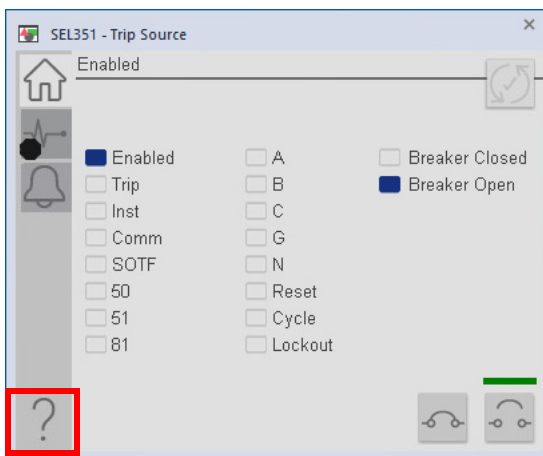 SEL351 - Trip Source
Enabled
Enabled
Trip
Inst
Comm
SOTF
50
51
81
A
B
C
G
N
Reset
Cycle
Lockout
Breaker Closed
Breaker Open
?